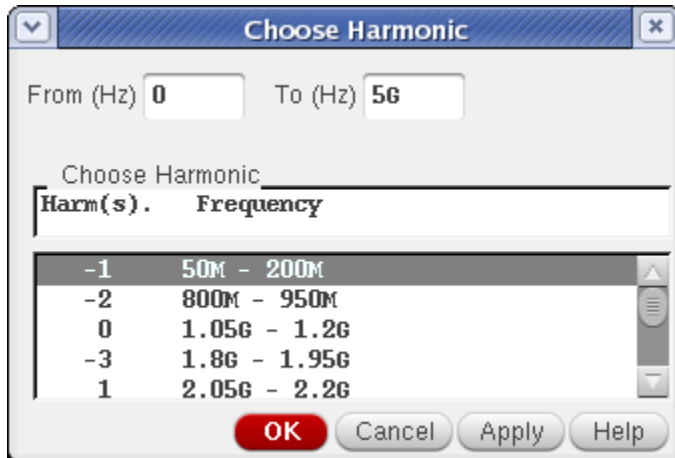 Choose Harmonic
From (Hz) 0 To (Hz) 5G
Choose Harmonic
Harm(s). Frequency
-1 50M - 200M
-2 800M - 950M
0 1.05G - 1.2G
-3 1.8G - 1.95G
1 2.05G - 2.2G
OK Cancel Apply Help